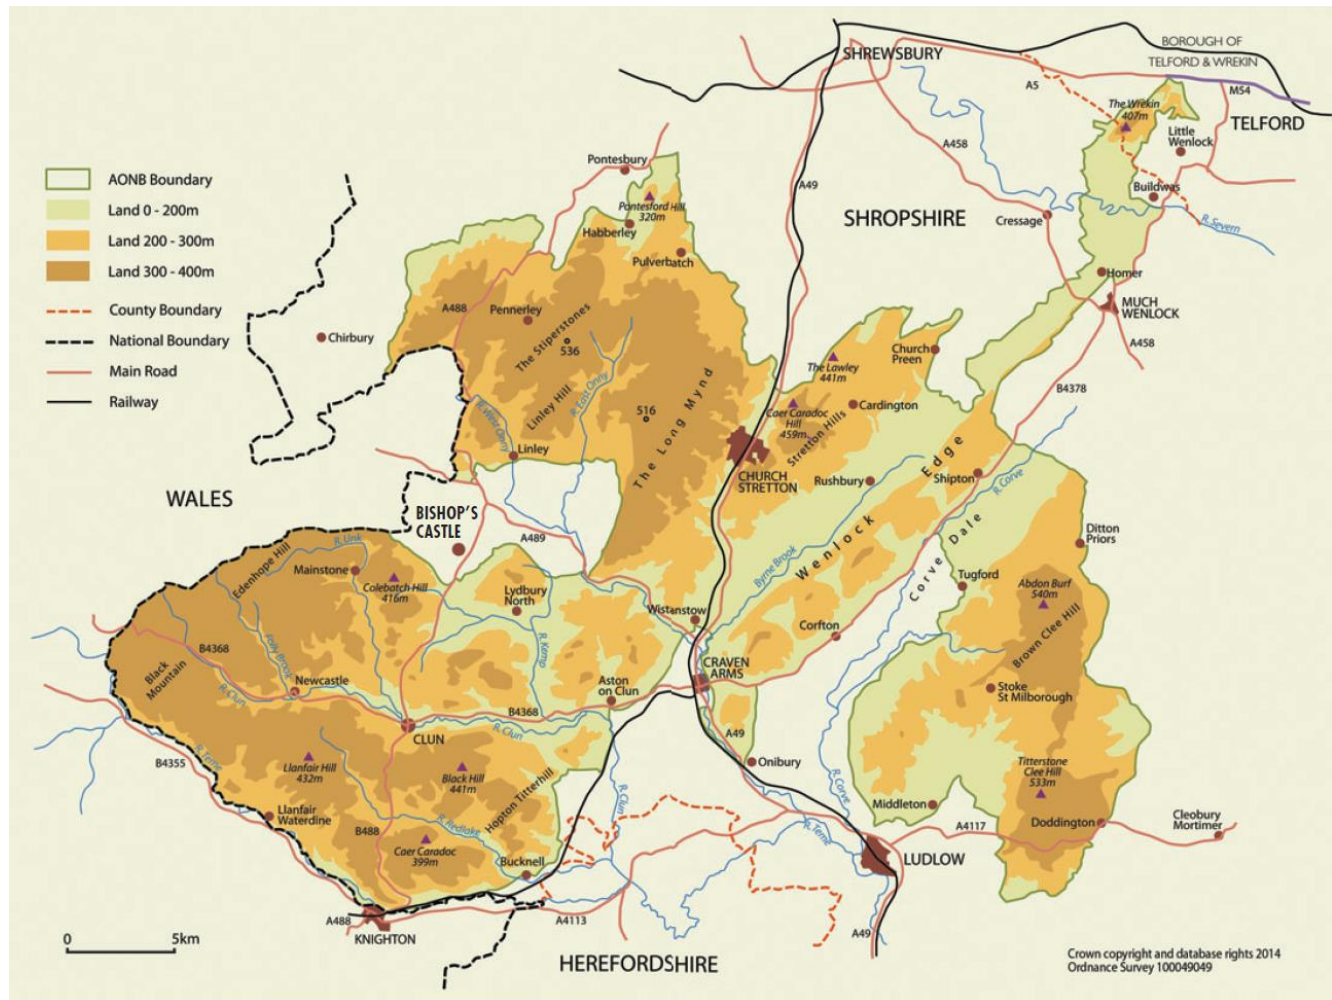 BOROUGH OF
TELFORD & WREKIN
SHREWSBURY
A5
M54
The Wrekin
407m
TELFORD
Little
Wenlock
A458
Pontesbury
AONB Boundary
Land 0 - 200m
Land 200 - 300m
Land 300 - 400m
County Boundary
National Boundary
Main Road
Railway
A49
Buildwas
Pontesford Hill
320m
Habberley
SHROPSHIRE
Cressage
R. Severn
Pulverbatch
Homer
A488
Pennerley
MUCH
WENLOCK
Chirbury
The Stiperstones
536
A458
Church
Preen
The Lawley
441m
B4378
R. East Onny
Linley Hill
516
The Long Mynd
Caer Caradoc
Hill
459m
Cardington
Stretton Hills
R. West Onny
Linley
CHURCH
STRETTON
Rushbury
Wenlock Edge
Shipton
R. Corve
WALES
BISHOP'S
CASTLE
A489
Ditton
Priors
R. Unk
Edenhope Hill
Mainstone
Colebatch Hill
416m
Byrne Brook
Corve Dale
Tugford
Abdon Burf
540m
Lydbury
North
Wistanstow
Brown Clee Hill
Corfton
B4368
Folly Brook
R. Kemp
Black
Mountain
CRAVEN
ARMS
Newcastle
R. Clun
Aston
on Clun
Stoke
St Milborough
B4368
R. Clun
CLUN
A49
R. Teme
B4355
Llanfair Hill
432m
Black Hill
441m
Onibury
Titterstone
Clee Hill
533m
Hopton Titterhill
R. Clun
R. Corve
Middleton
Llanfair
Waterdine
B488
R. Redlake
Caer Caradoc
399m
R. Teme
A4117
Doddington
Cleobury
Mortimer
Bucknell
LUDLOW
A488
KNIGHTON
A4113
A49
0 5km
HEREFORDSHIRE
Crown copyright and database rights 2014
Ordnance Survey 100049049